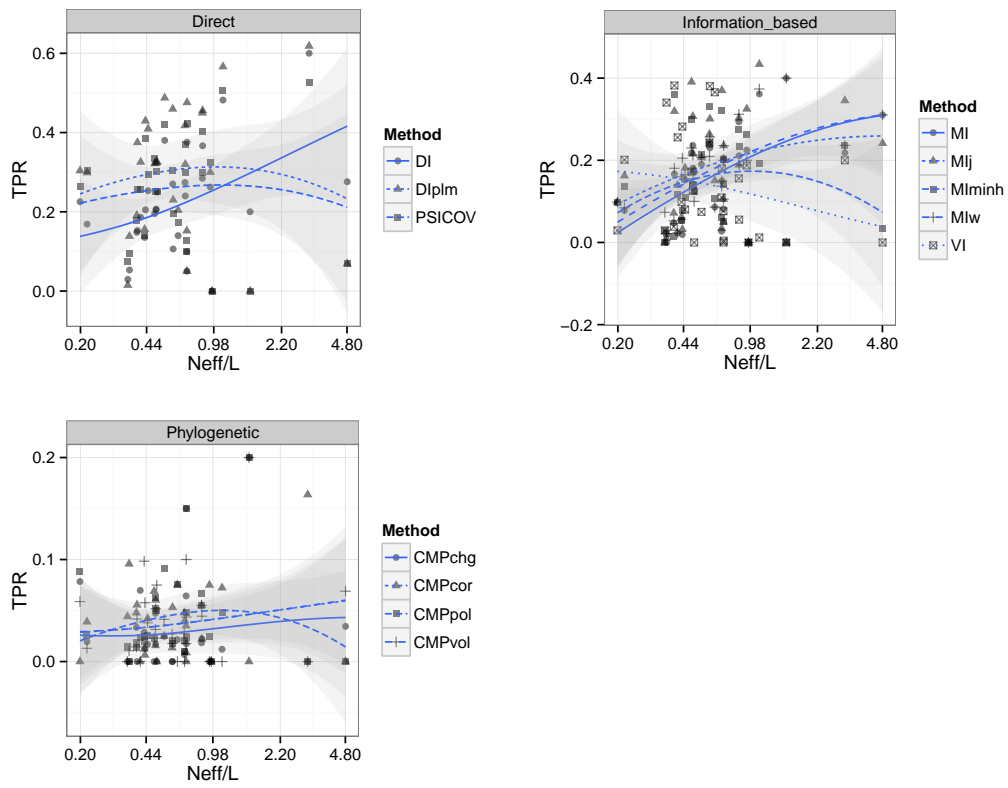 Direct
0.6
0.4
0.2
0.0
TPR
0.20 0.44 0.98 2.20 4.80
Neff/L
Method
DI
DIplm
PSICOV
Information_based
0.4
0.2
0.0
−0.2
TPR
0.20 0.44 0.98 2.20 4.80
Neff/L
Method
MI
MIj
MIminh
MIw
VI
Phylogenetic
0.2
0.1
0.0
TPR
0.20 0.44 0.98 2.20 4.80
Neff/L
Method
CMPchg
CMPcor
CMPpol
CMPvol